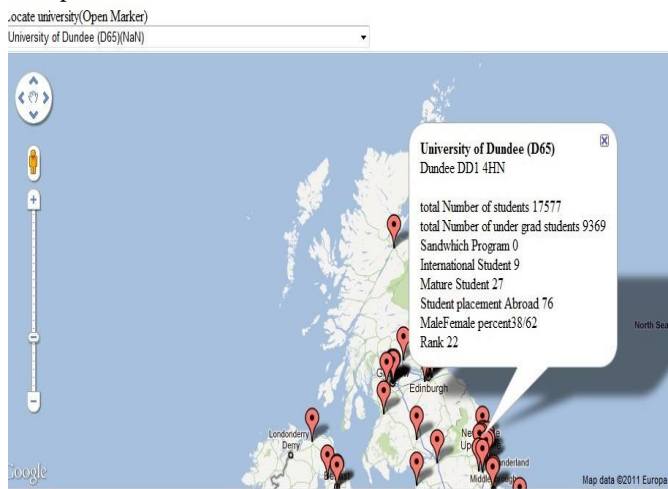 ocate university(Open Marker)
University of Dundee (D65)(NaN)
University of Dundee (D65)
Dundee DD1 4HN
total Number of students 17577
total Number of under grad students 9369
Sandwhich Program 0
International Student 9
Mature Student 27
Student placement Abroad 76
MaleFemale percent38/62
Rank 22
North Sea
Edinburgh
Londonderry
Derry
Google
Map data ©2011 Europa